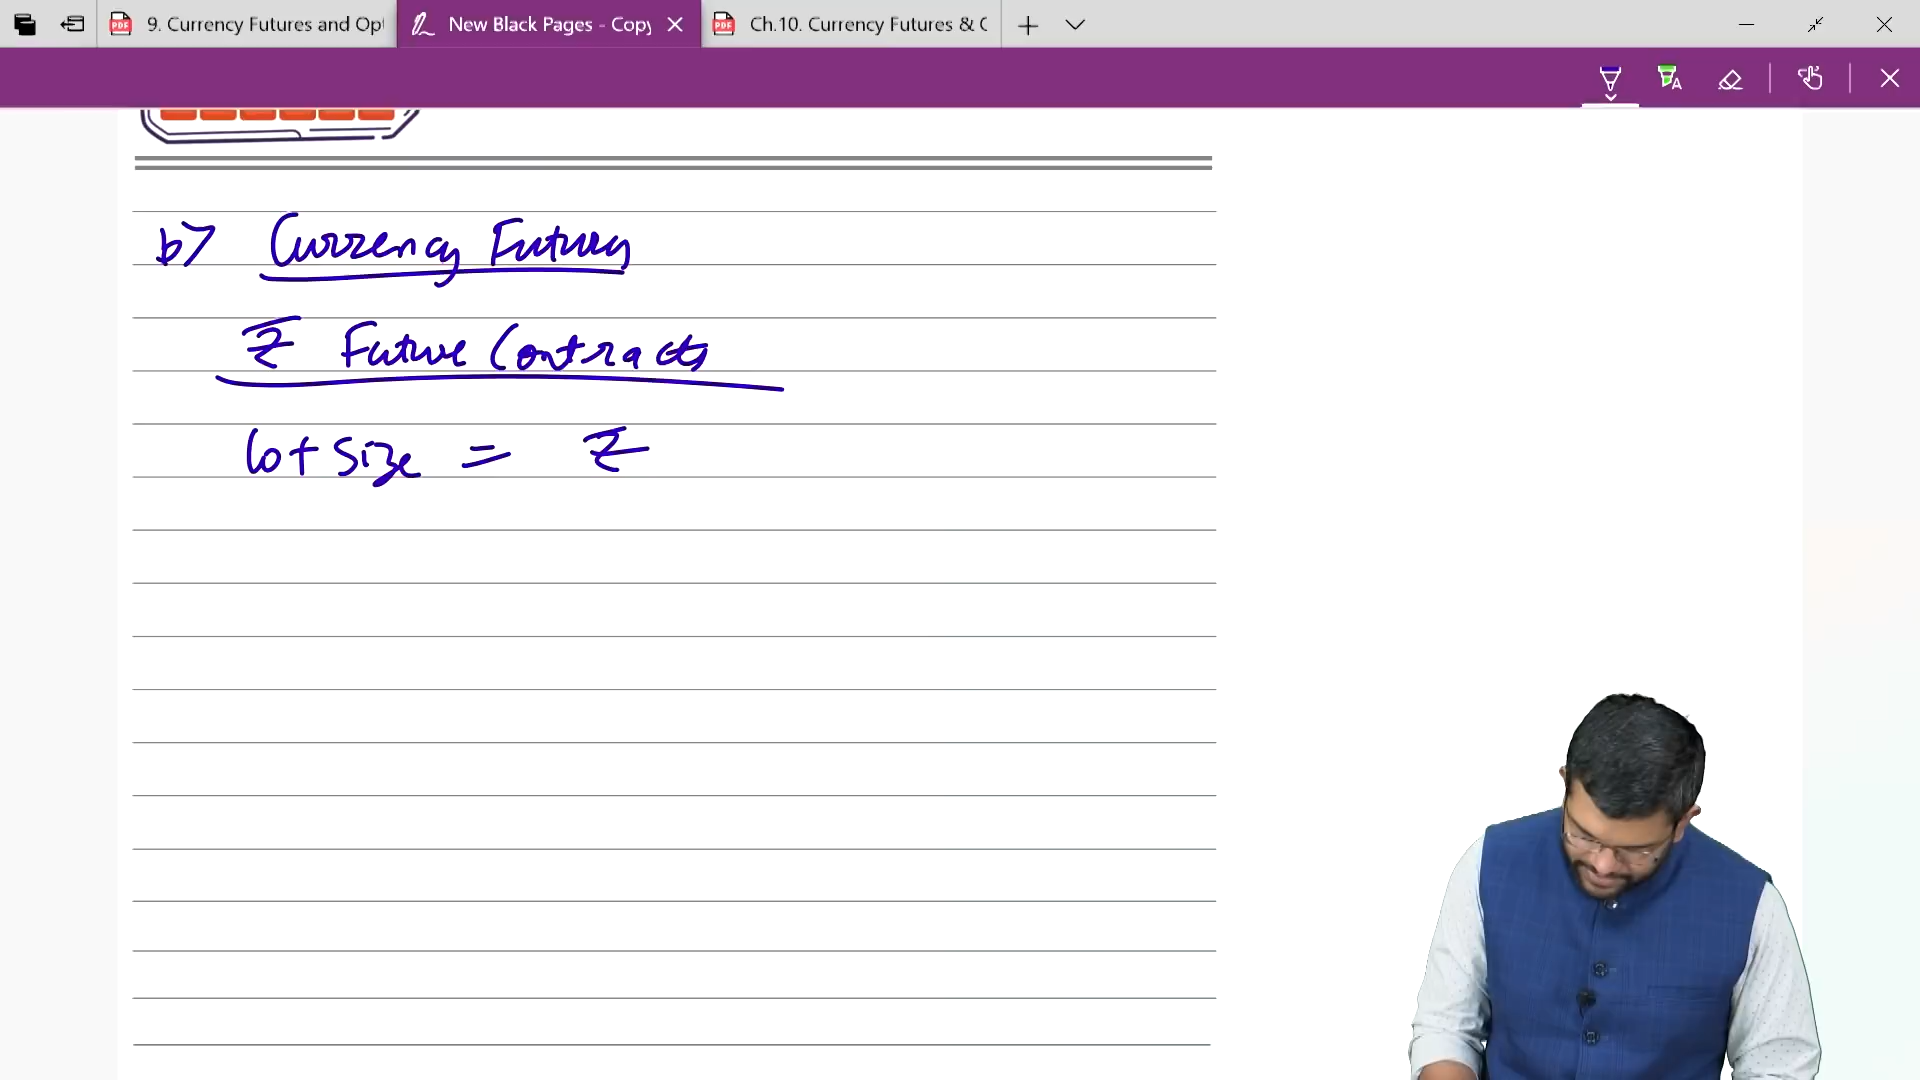 9. Currency Futures and Opt
New Black Pages - Copy
Ch.10. Currency Futures & O
b> Currency Futures
₹ Future Contracts
lot size = ₹